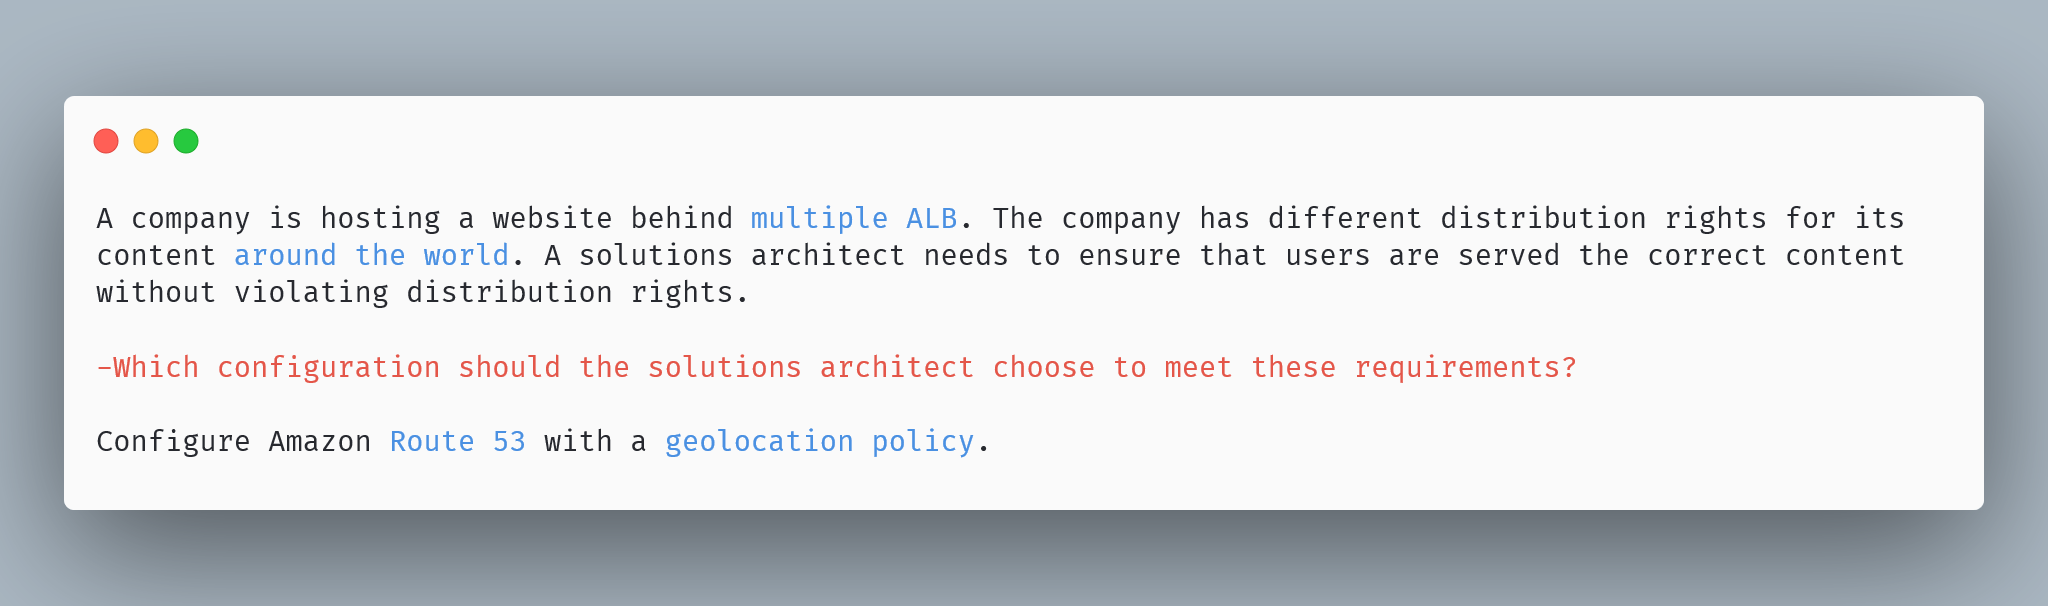 A company is hosting a website behind multiple ALB. The company has different distribution rights for its
content around the world. A solutions architect needs to ensure that users are served the correct content
without violating distribution rights.
-Which configuration should the solutions architect choose to meet these requirements?
Configure Amazon Route 53 with a geolocation policy.